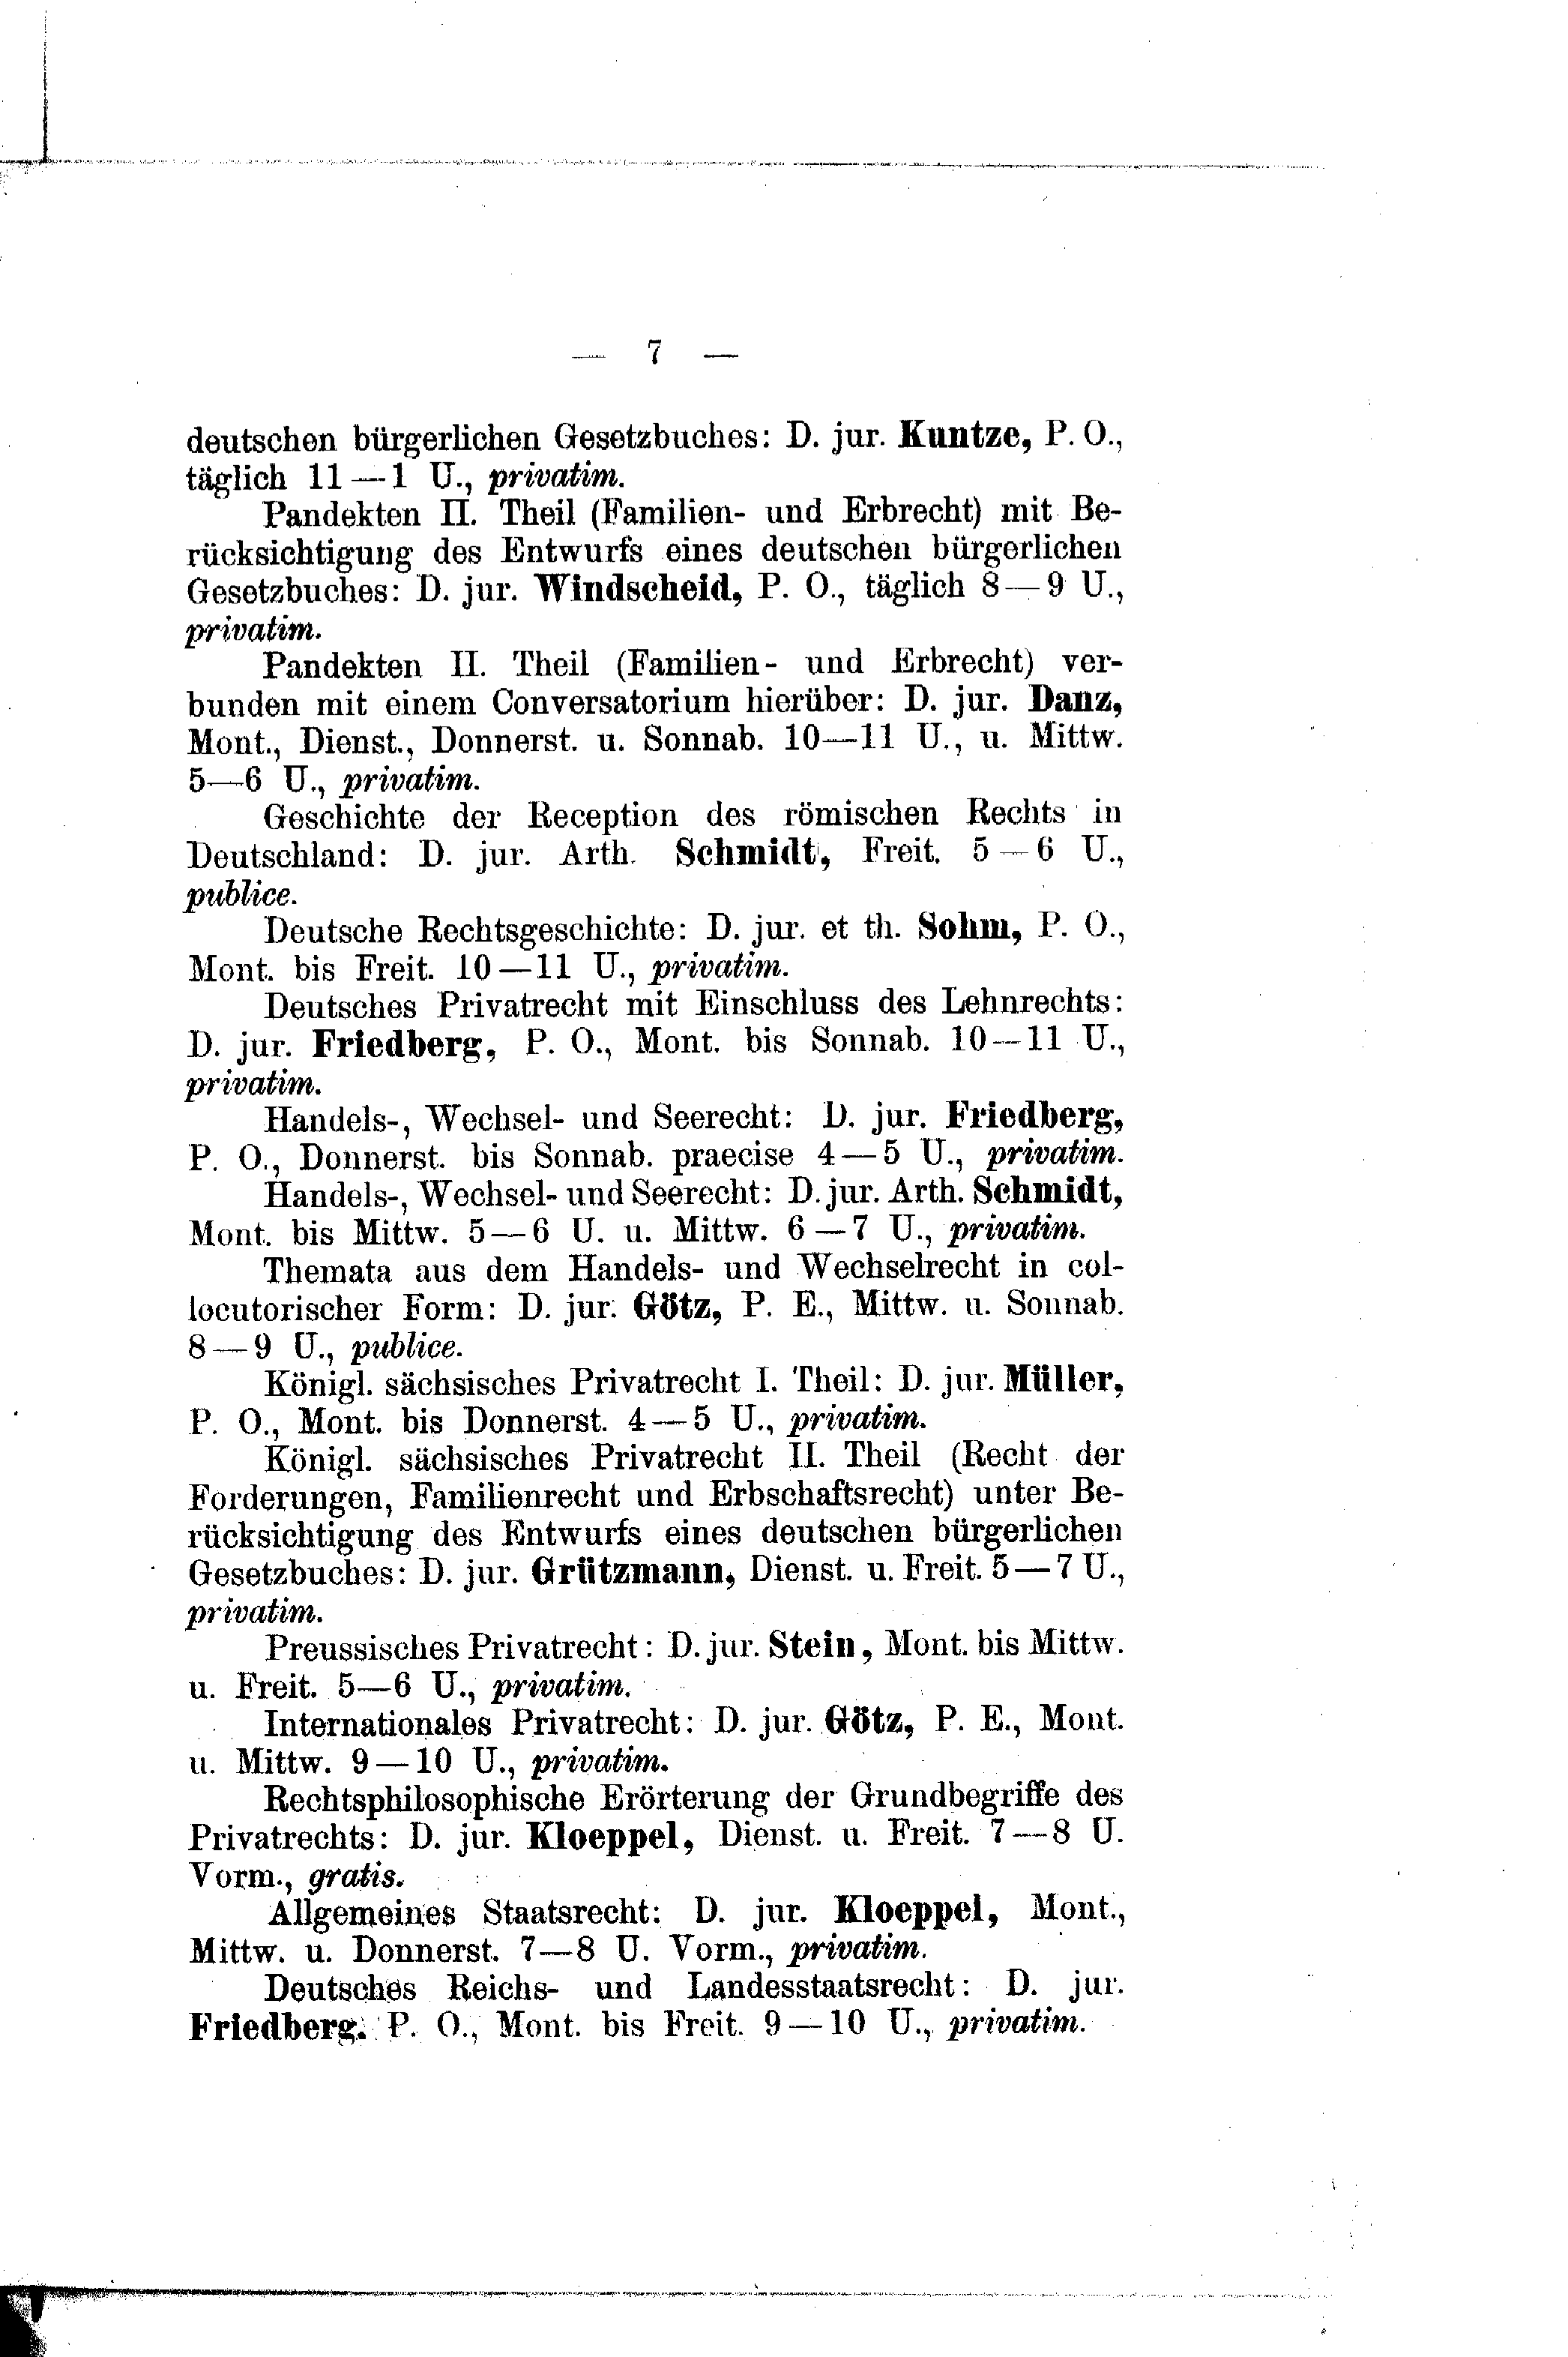 — 7 —
deutschen bürgerlichen Gesetzbuches: D. jur. Kuntze, P. O.,
täglich 11—1 U., privatim.
Pandekten II. Theil (Familien- und Erbrecht) mit Be-
rücksichtigung des Entwurfs eines deutschen bürgerlichen
Gesetzbuches: D. jur. Windscheid, P. O., täglich 8—9 U.,
privatim.
Pandekten II. Theil (Familien- und Erbrecht) ver-
bunden mit einem Conversatorium hierüber: D. jur. Danz,
Mont., Dienst., Donnerst. u. Sonnab. 10—11 U., u. Mittw.
5—6 U., privatim.
Geschichte der Reception des römischen Rechts in
Deutschland: D. jur. Arth. Schmidt, Freit. 5—6 U.,
publice.
Deutsche Rechtsgeschichte: D. jur. et th. Sohm, P. O.,
Mont. bis Freit. 10—11 U., privatim.
Deutsches Privatrecht mit Einschluss des Lehnrechts:
D. jur. Friedberg, P. O., Mont. bis Sonnab. 10—11 U.,
privatim.
Handels-, Wechsel- und Seerecht: D. jur. Friedberg,
P. O., Donnerst. bis Sonnab. praecise 4—5 U., privatim.
Handels-, Wechsel- und Seerecht: D. jur. Arth. Schmidt,
Mont. bis Mittw. 5—6 U. u. Mittw. 6—7 U., privatim.
Themata aus dem Handels- und Wechselrecht in col-
locutorischer Form: D. jur. Götz, P. E., Mittw. u. Sonnab.
8—9 U., publice.
Königl. sächsisches Privatrecht I. Theil: D. jur. Müller,
P. O., Mont. bis Donnerst. 4—5 U., privatim.
Königl. sächsisches Privatrecht II. Theil (Recht der
Forderungen, Familienrecht und Erbschaftsrecht) unter Be-
rücksichtigung des Entwurfs eines deutschen bürgerlichen
Gesetzbuches: D. jur. Grützmann, Dienst. u. Freit. 5—7 U.,
privatim.
Preussisches Privatrecht: D. jur. Stein, Mont. bis Mittw.
u. Freit. 5—6 U., privatim.
Internationales Privatrecht: D. jur. Götz, P. E., Mont.
u. Mittw. 9—10 U., privatim.
Rechtsphilosophische Erörterung der Grundbegriffe des
Privatrechts: D. jur. Kloeppel, Dienst. u. Freit. 7—8 U.
Vorm., gratis.
Allgemeines Staatsrecht: D. jur. Kloeppel, Mont.,
Mittw. u. Donnerst. 7—8 U. Vorm., privatim.
Deutsches Reichs- und Landesstaatsrecht: D. jur.
Friedberg. P. O., Mont. bis Freit. 9—10 U., privatim.